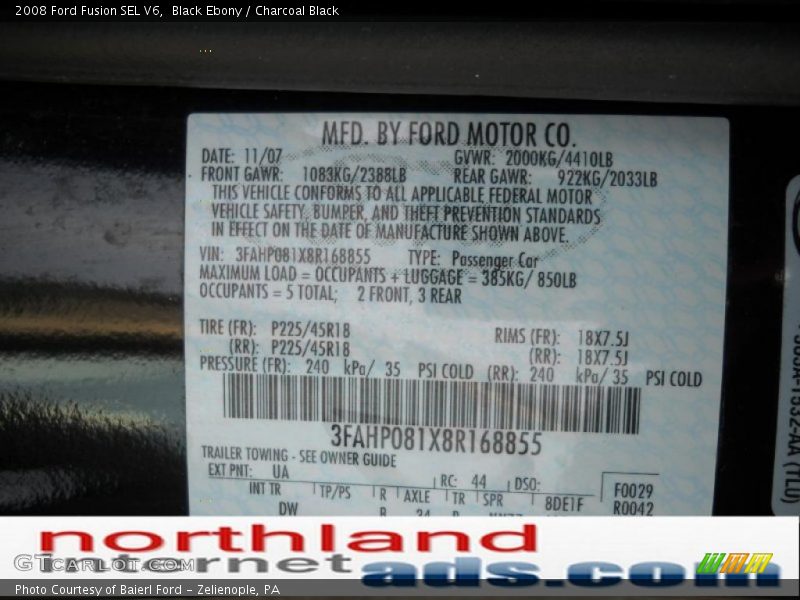 2008 Ford Fusion SEL V6,  Black Ebony / Charcoal Black
MFD. BY FORD MOTOR CO.
DATE: 11/07 GVWR: 2000KG/4410LB
FRONT GAWR: 1083KG/2388LB REAR GAWR: 922KG/2033LB
THIS VEHICLE CONFORMS TO ALL APPLICABLE FEDERAL MOTOR
VEHICLE SAFETY, BUMPER, AND THEFT PREVENTION STANDARDS
IN EFFECT ON THE DATE OF MANUFACTURE SHOWN ABOVE.
VIN: 3FAHP081X8R168855 TYPE: Passenger Car
MAXIMUM LOAD = OCCUPANTS + LUGGAGE = 385KG/ 850LB
OCCUPANTS = 5 TOTAL; 2 FRONT, 3 REAR
TIRE (FR): P225/45R18 RIMS (FR): 18X7.5J
(RR): P225/45R18 (RR): 18X7.5J
PRESSURE (FR): 240 kPa/ 35 PSI COLD (RR): 240 kPa/ 35 PSI COLD
3FAHP081X8R168855
TRAILER TOWING - SEE OWNER GUIDE
EXT PNT: UA RC: 44 DSO: F0029
INT TR TP/PS R AXLE TR SPR 8DE1F R0042
DW
northland
internet
ads.com
GTCARLOT.COM
Photo Courtesy of Baierl Ford - Zelienople, PA